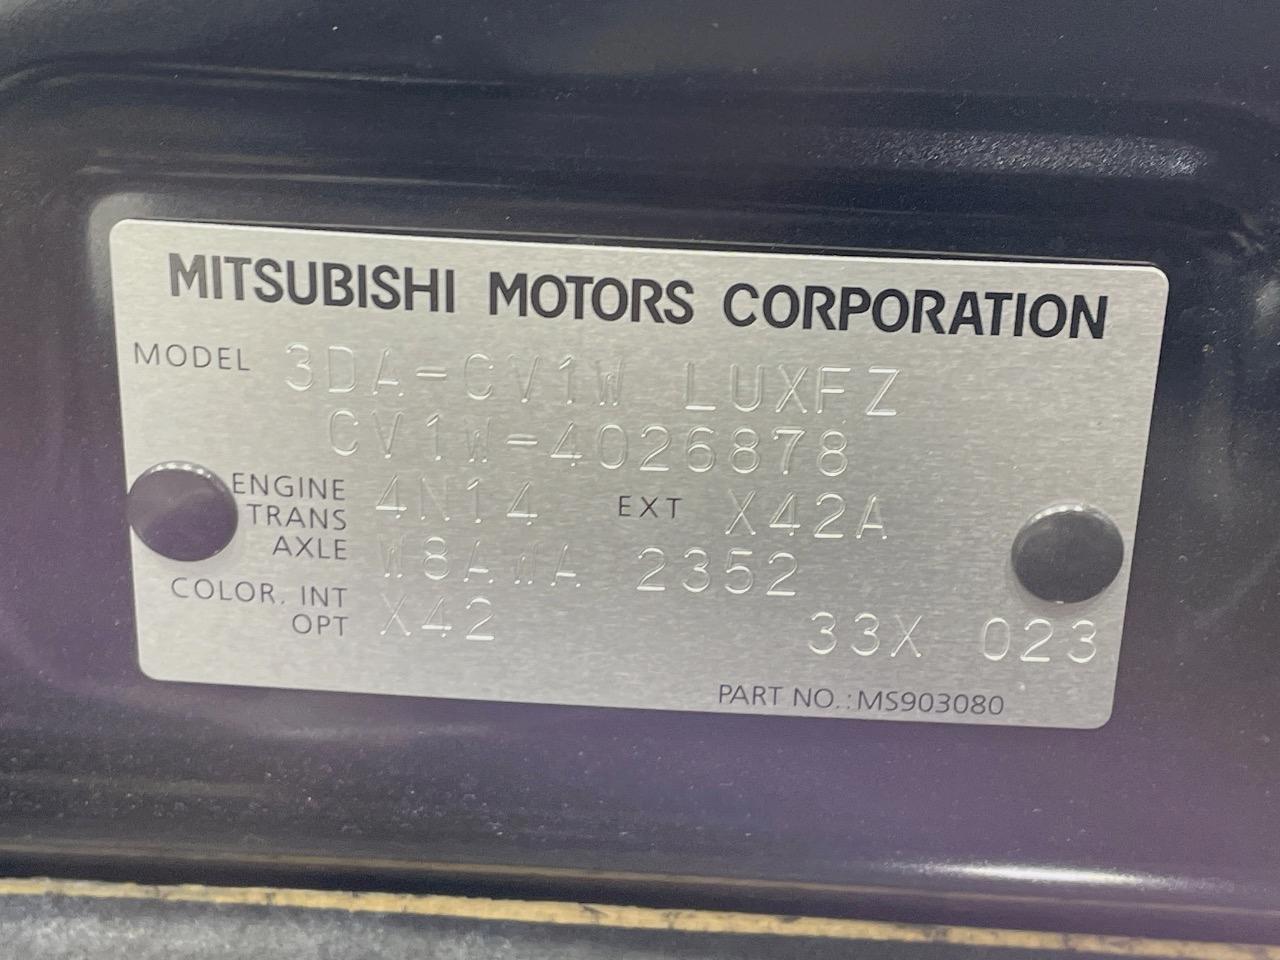 MITSUBISHI MOTORS CORPORATION
MODEL 3DA-CV1W LUXFZ
CV1W-4026878
ENGINE 4N14 EXT X42A
TRANS
AXLE W8AWA 2352
COLOR. INT X42
OPT 33X 023
PART NO.:MS903080